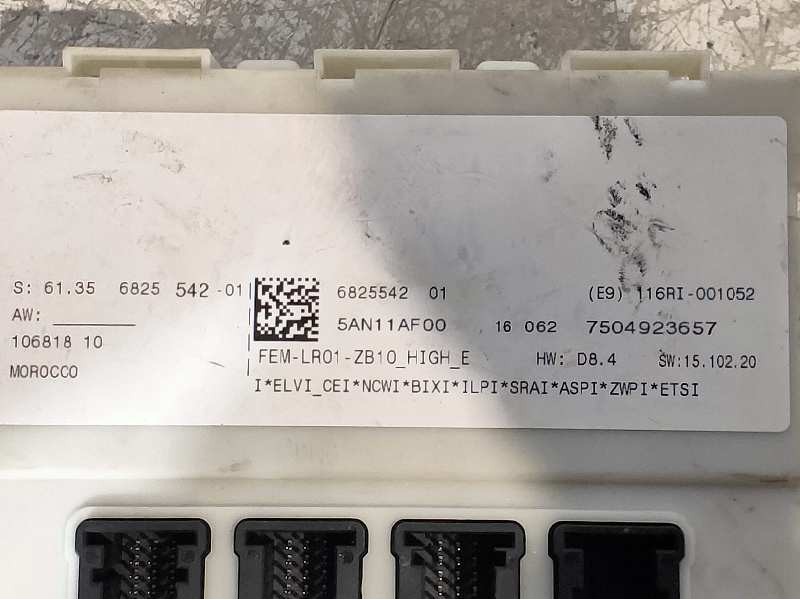 S: 61.35 6825 542 -01
AW:
106818 10
MOROCCO
6825542 01 (E9) 116RI-001052
5AN11AF00 16 062 7504923657
FEM-LR01-ZB10_HIGH_E HW: D8.4 SW:15.102.20
I*ELVI_CEI*NCWI*BIXI*ILPI*SRAI*ASPI*ZWPI*ETSI